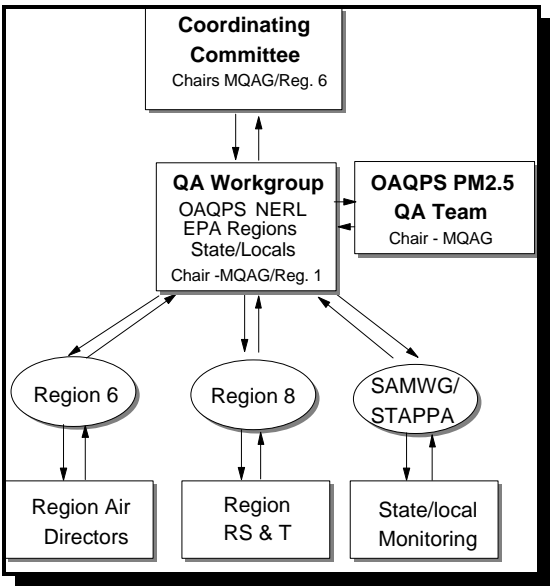 Coordinating
Committee
Chairs MQAG/Reg. 6
QA Workgroup
OAQPS NERL
EPA Regions
State/Locals
Chair -MQAG/Reg. 1
OAQPS PM2.5
QA Team
Chair - MQAG
Region 6
Region 8
SAMWG/
STAPPA
Region Air
Directors
Region
RS & T
State/local
Monitoring